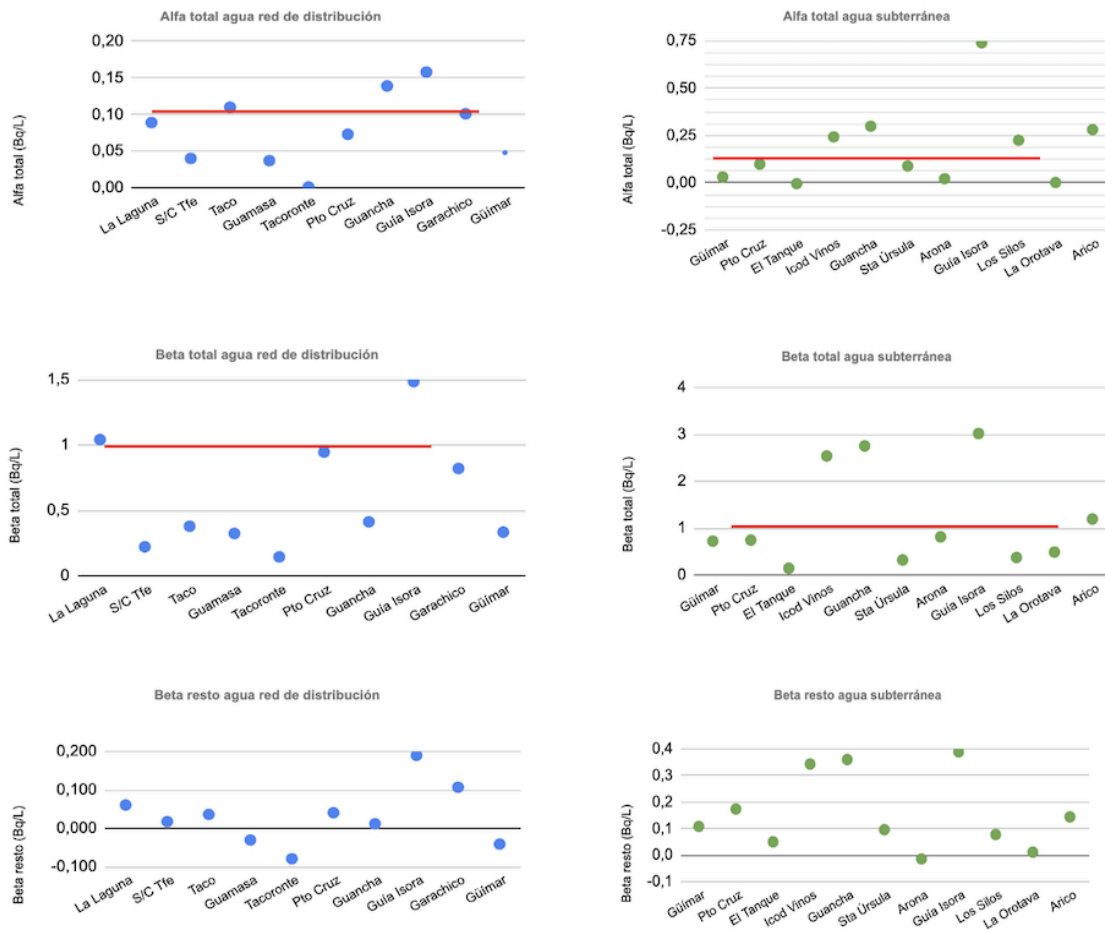 Alfa total agua red de distribución
0,20
0,15
0,10
0,05
0,00
Alfa total (Bq/L)
La Laguna
S/C Tfe
Taco
Guamasa
Tacoronte
Pto Cruz
Guancha
Guía Isora
Garachico
Güímar
Alfa total agua subterránea
0,75
0,25
0,00
-0,25
Alfa total (Bq/L)
Güímar
Pto Cruz
El Tanque
Icod Vinos
Guancha
Sta Úrsula
Arona
Guía Isora
Los Silos
La Orotava
Arico
Beta total agua red de distribución
1,5
1
0,5
0
Beta total (Bq/L)
La Laguna
S/C Tfe
Taco
Guamasa
Tacoronte
Pto Cruz
Guancha
Guía Isora
Garachico
Güímar
Beta total agua subterránea
4
3
2
1
0
Beta total (Bq/L)
Güímar
Pto Cruz
El Tanque
Icod Vinos
Guancha
Sta Úrsula
Arona
Guía Isora
Los Silos
La Orotava
Arico
Beta resto agua red de distribución
0,200
0,100
0,000
-0,100
Beta resto (Bq/L)
La Laguna
S/C Tfe
Taco
Guamasa
Tacoronte
Pto Cruz
Guancha
Guía Isora
Garachico
Güímar
Beta resto agua subterránea
0,4
0,3
0,2
0,1
0,0
-0,1
Beta resto (Bq/L)
Güímar
Pto Cruz
El Tanque
Icod Vinos
Guancha
Sta Úrsula
Arona
Guía Isora
Los Silos
La Orotava
Arico